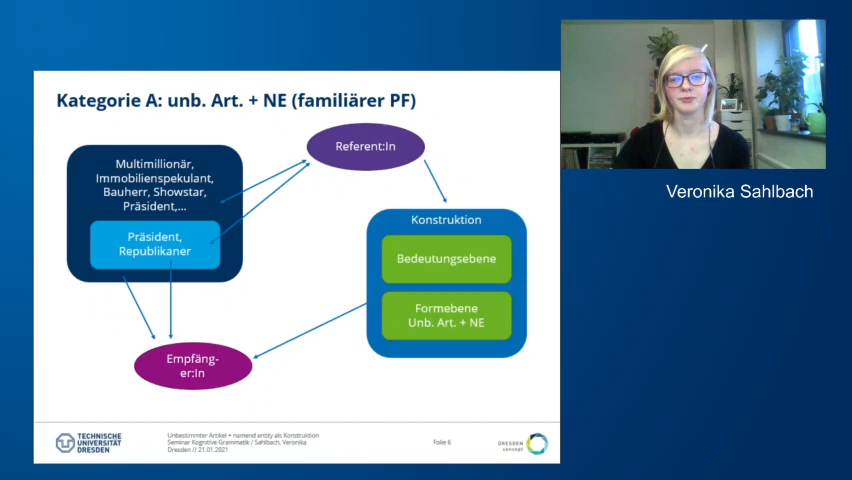 Kategorie A: unb. Art. + NE (familiärer PF)
Multimillionär,
Immobilienspekulant,
Bauherr, Showstar,
Präsident,...
Präsident,
Republikaner
Referent:In
Konstruktion
Bedeutungsebene
Formebene
Unb. Art. + NE
Empfäng-
er:In
Veronika Sahlbach
TECHNISCHE
UNIVERSITÄT
DRESDEN
Unbestimmter Artikel + namend entity als Konstruktion
Seminar Kognitive Grammatik / Sahlbach, Veronika
Dresden // 21.01.2021
Folie 6
DRESDEN
concept